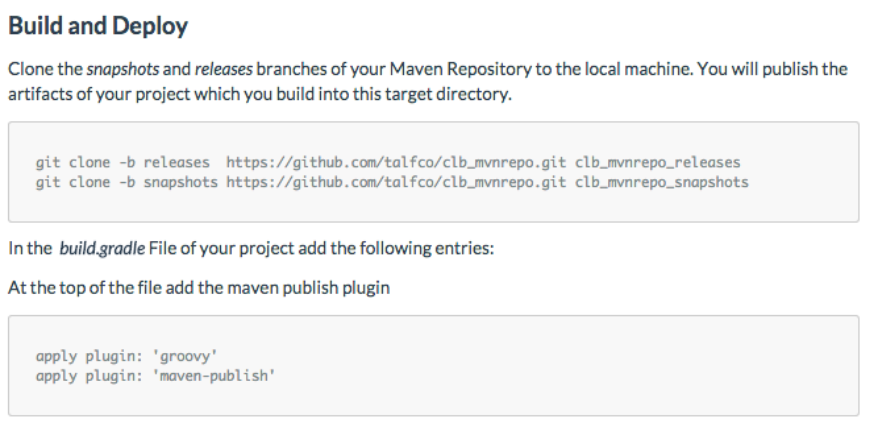 Build and Deploy
Clone the snapshots and releases branches of your Maven Repository to the local machine. You will publish the
artifacts of your project which you build into this target directory.
git clone -b releases  https://github.com/talfco/clb_mvnrepo.git clb_mvnrepo_releases
git clone -b snapshots https://github.com/talfco/clb_mvnrepo.git clb_mvnrepo_snapshots
In the build.gradle File of your project add the following entries:
At the top of the file add the maven publish plugin
apply plugin: 'groovy'
apply plugin: 'maven-publish'